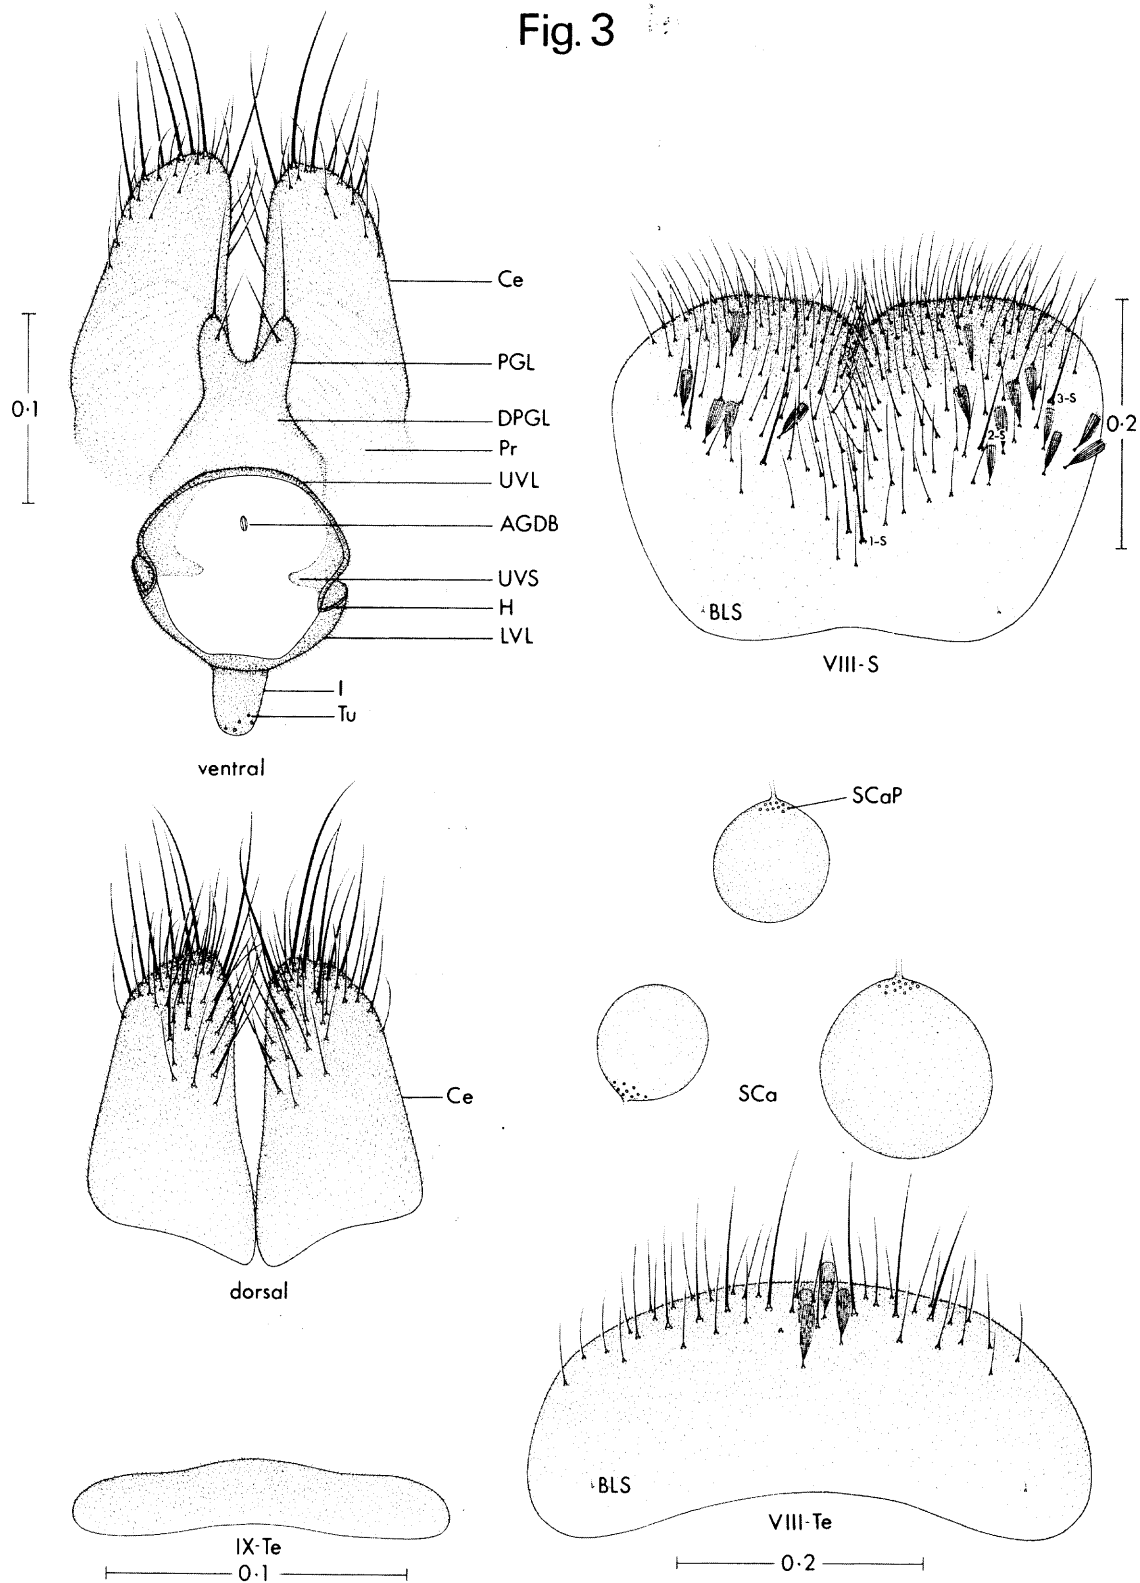 Fig. 3
Ce
PGL
DPGL
Pr
UVL
AGDB
UVS
H
LVL
I
Tu
0·1
ventral
3-S
2-S
1-S
0·2
BLS
VIII-S
SCaP
SCa
Ce
dorsal
IX-Te
0·1
BLS
VIII-Te
0·2